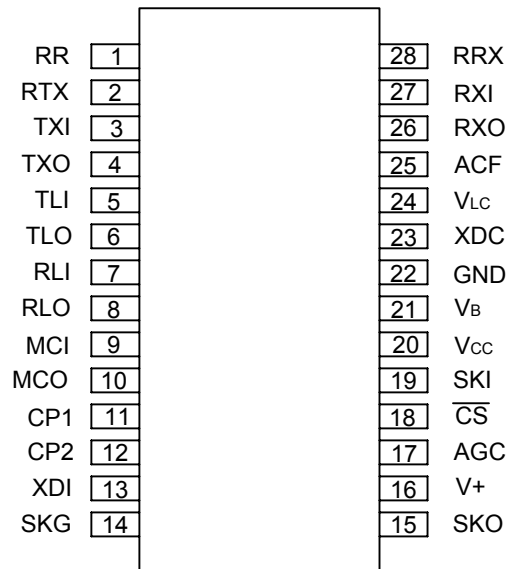 RR 1 28 RRX
RTX 2 27 RXI
TXI 3 26 RXO
TXO 4 25 ACF
TLI 5 24 VLC
TLO 6 23 XDC
RLI 7 22 GND
RLO 8 21 VB
MCI 9 20 VCC
MCO 10 19 SKI
CP1 11 18 C̅S̅
CP2 12 17 AGC
XDI 13 16 V+
SKG 14 15 SKO